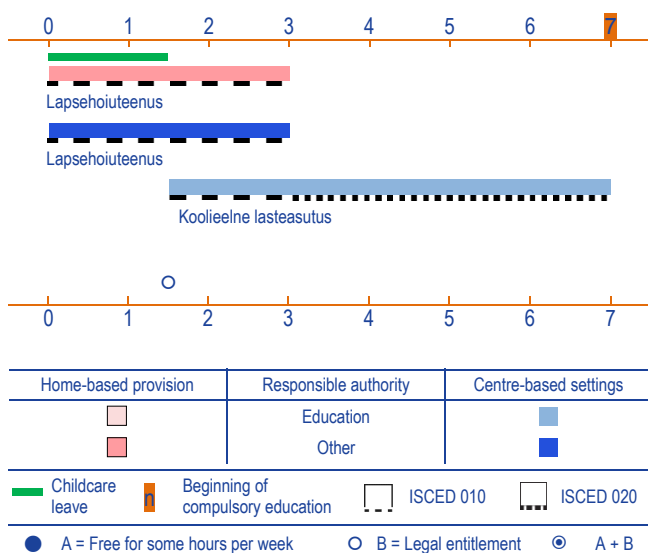 0 1 2 3 4 5 6 7
Lapsehoiuteenus
Lapsehoiuteenus
Koolieelne lasteasutus
0 1 2 3 4 5 6 7
Home-based provision Responsible authority Centre-based settings
Education
Other
Childcare leave
n Beginning of compulsory education
ISCED 010
ISCED 020
A = Free for some hours per week B = Legal entitlement A + B